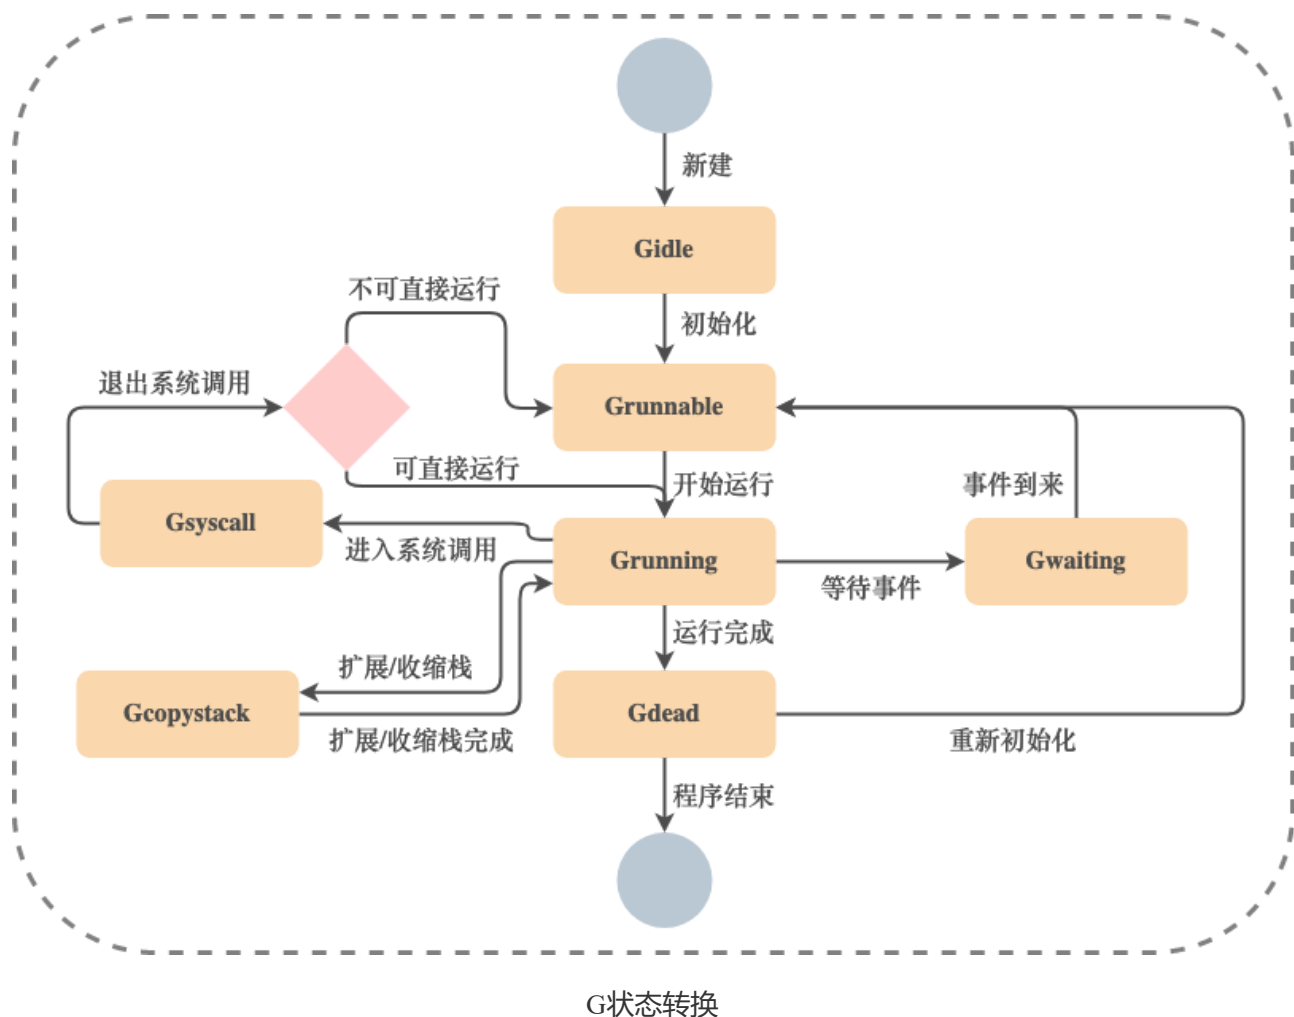 新建
Gidle
不可直接运行
初始化
退出系统调用
Grunnable
可直接运行
开始运行
事件到来
Gsyscall
进入系统调用
Grunning
Gwaiting
等待事件
运行完成
扩展/收缩栈
Gcopystack
Gdead
扩展/收缩栈完成
重新初始化
程序结束
G状态转换